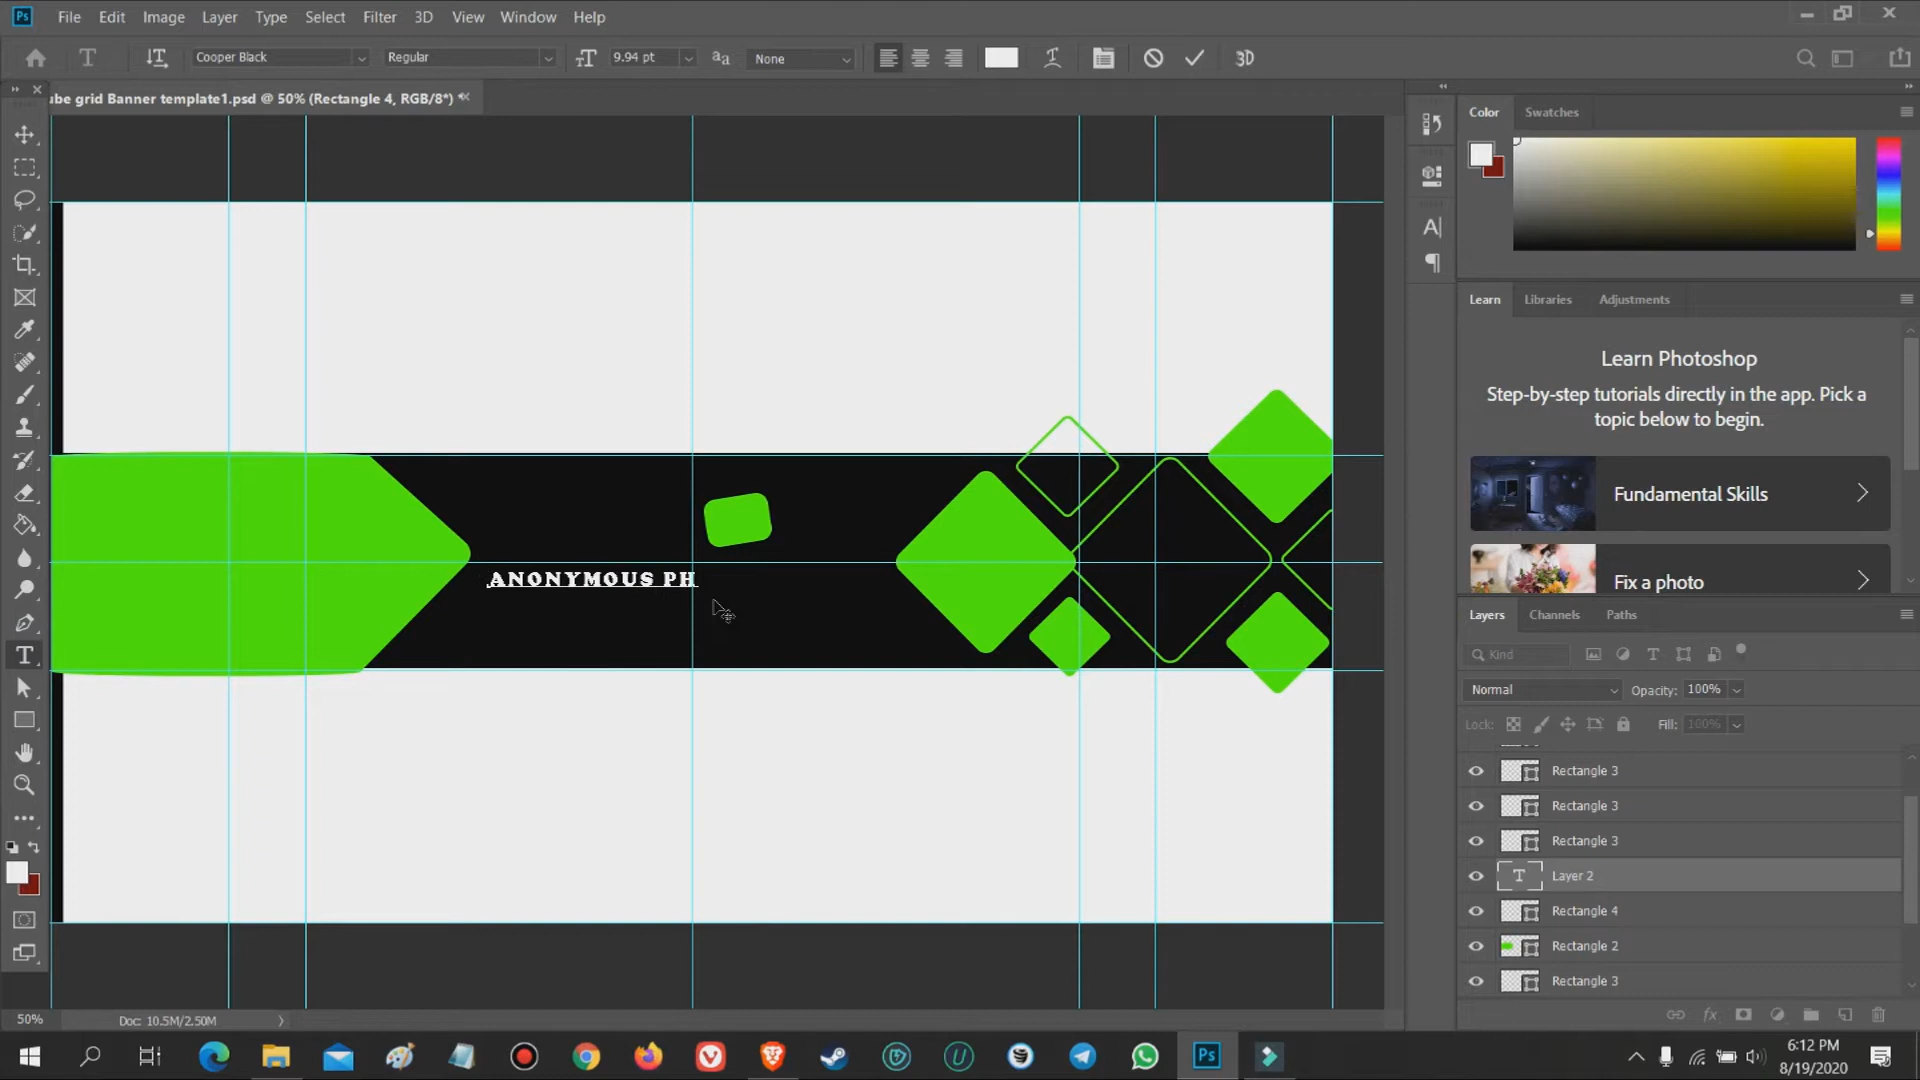 File Edit Image Layer Type Select Filter 3D View Window Help
Cooper Black Regular 9.94 pt None 3D
ube grid Banner template1.psd @ 50% (Rectangle 4, RGB/8*)
Color Swatches
Learn Libraries Adjustments
Learn Photoshop
Step-by-step tutorials directly in the app. Pick a
topic below to begin.
Fundamental Skills
Fix a photo
ANONYMOUS PH
Layers Channels Paths
Kind
Normal Opacity: 100%
Lock: Fill: 100%
Rectangle 3
Rectangle 3
Rectangle 3
Layer 2
Rectangle 4
Rectangle 2
Rectangle 3
50% Doc: 10.5M/2.50M
6:12 PM
8/19/2020